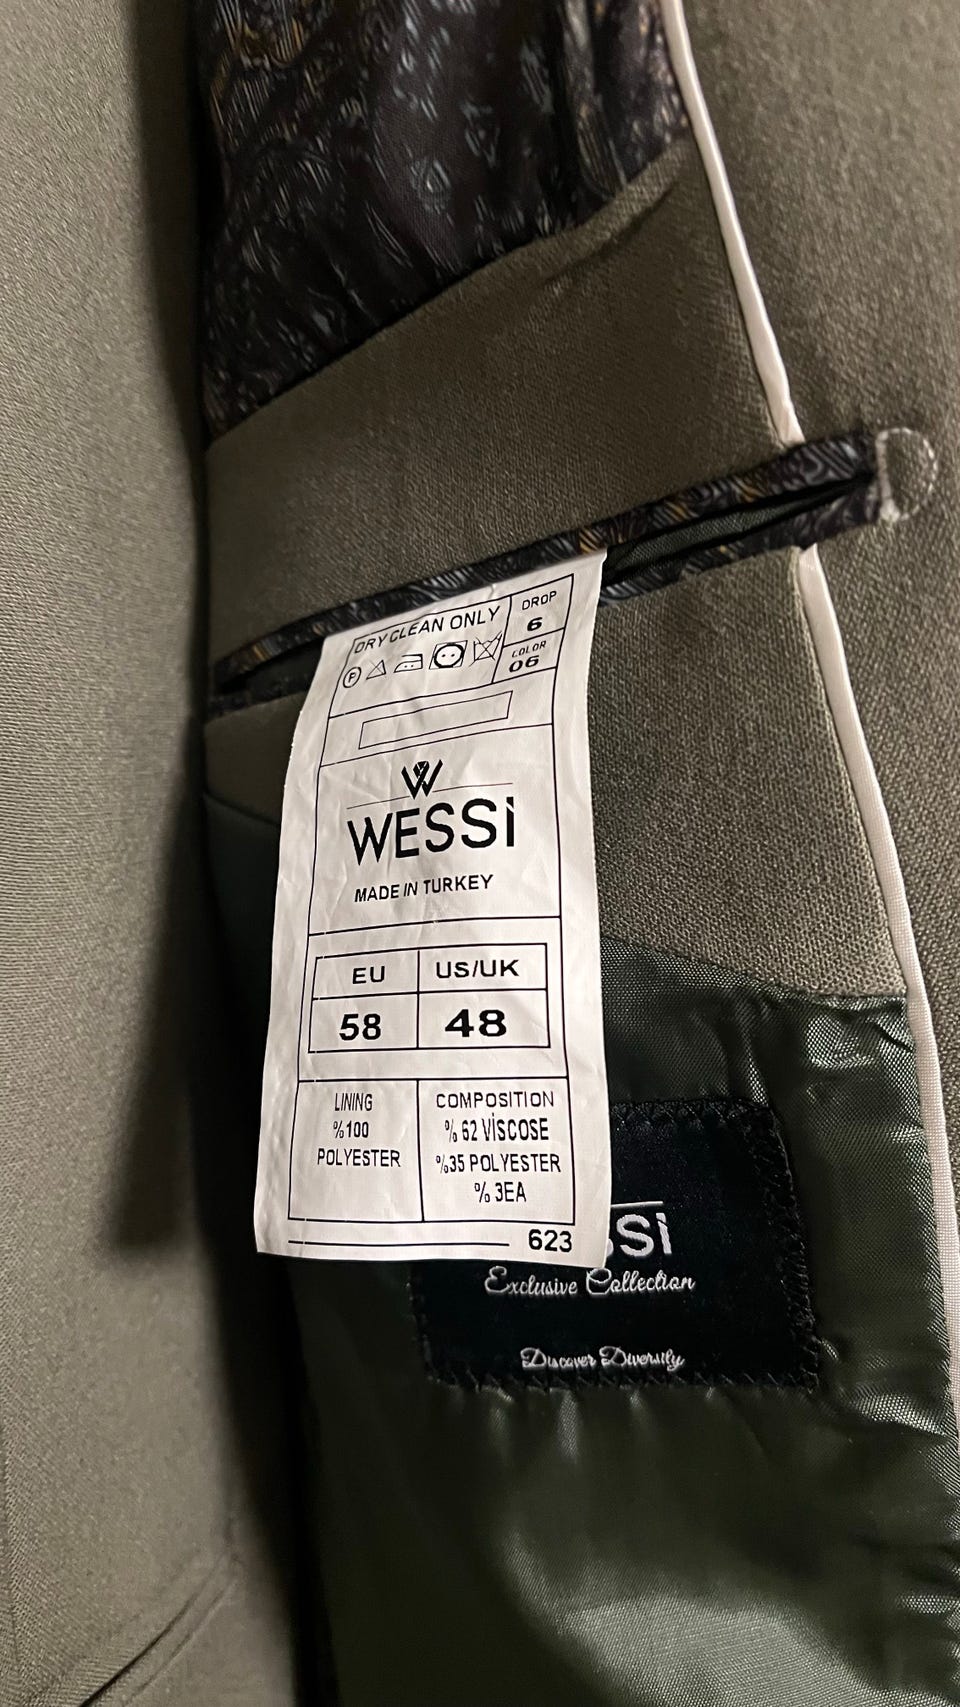 DRY CLEAN ONLY
DROP
6
P
COLOR
06
WESSİ
MADE IN TURKEY
EU US/UK
58 48
LINING
%100
POLYESTER
COMPOSITION
% 62 VİSCOSE
%35 POLYESTER
% 3EA
623
SSİ
Exclusive Collection
Discover Diversity